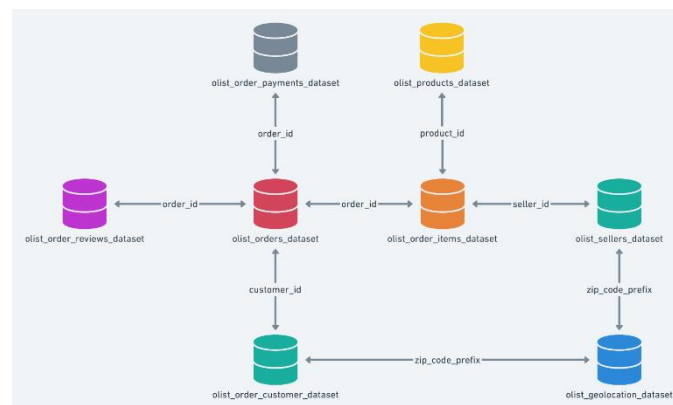 olist_order_payments_dataset
olist_products_dataset
order_id
product_id
order_id
order_id
seller_id
olist_order_reviews_dataset
olist_orders_dataset
olist_order_items_dataset
olist_sellers_dataset
customer_id
zip_code_prefix
zip_code_prefix
olist_order_customer_dataset
olist_geolocation_dataset